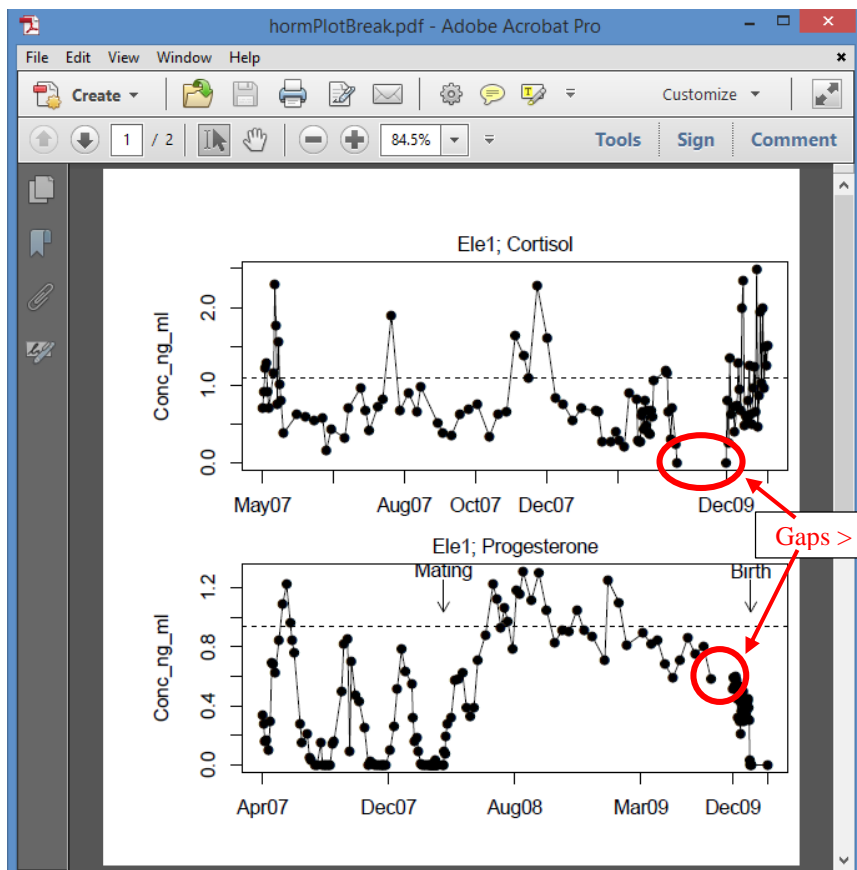 hormPlotBreak.pdf - Adobe Acrobat Pro
File Edit View Window Help
Create Customize
1 / 2 84.5% Tools Sign Comment
Ele1; Cortisol
Conc_ng_ml
0.0 1.0 2.0
May07 Aug07 Oct07 Dec07 Dec09
Gaps >
Ele1; Progesterone
Mating Birth
Conc_ng_ml
0.0 0.4 0.8 1.2
Apr07 Dec07 Aug08 Mar09 Dec09